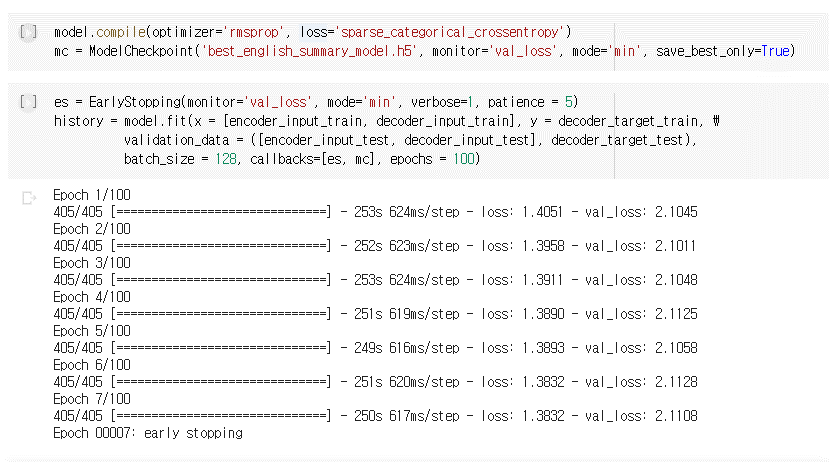 [ ] model.compile(optimizer='rmsprop', loss='sparse_categorical_crossentropy')
mc = ModelCheckpoint('best_english_summary_model.h5', monitor='val_loss', mode='min', save_best_only=True)
[ ] es = EarlyStopping(monitor='val_loss', mode='min', verbose=1, patience = 5)
history = model.fit(x = [encoder_input_train, decoder_input_train], y = decoder_target_train, ₩
validation_data = ([encoder_input_test, decoder_input_test], decoder_target_test),
batch_size = 128, callbacks=[es, mc], epochs = 100)
Epoch 1/100
405/405 [==============================] - 253s 624ms/step - loss: 1.4051 - val_loss: 2.1045
Epoch 2/100
405/405 [==============================] - 252s 623ms/step - loss: 1.3958 - val_loss: 2.1011
Epoch 3/100
405/405 [==============================] - 253s 624ms/step - loss: 1.3911 - val_loss: 2.1048
Epoch 4/100
405/405 [==============================] - 251s 619ms/step - loss: 1.3890 - val_loss: 2.1125
Epoch 5/100
405/405 [==============================] - 249s 616ms/step - loss: 1.3893 - val_loss: 2.1058
Epoch 6/100
405/405 [==============================] - 251s 620ms/step - loss: 1.3832 - val_loss: 2.1128
Epoch 7/100
405/405 [==============================] - 250s 617ms/step - loss: 1.3832 - val_loss: 2.1108
Epoch 00007: early stopping